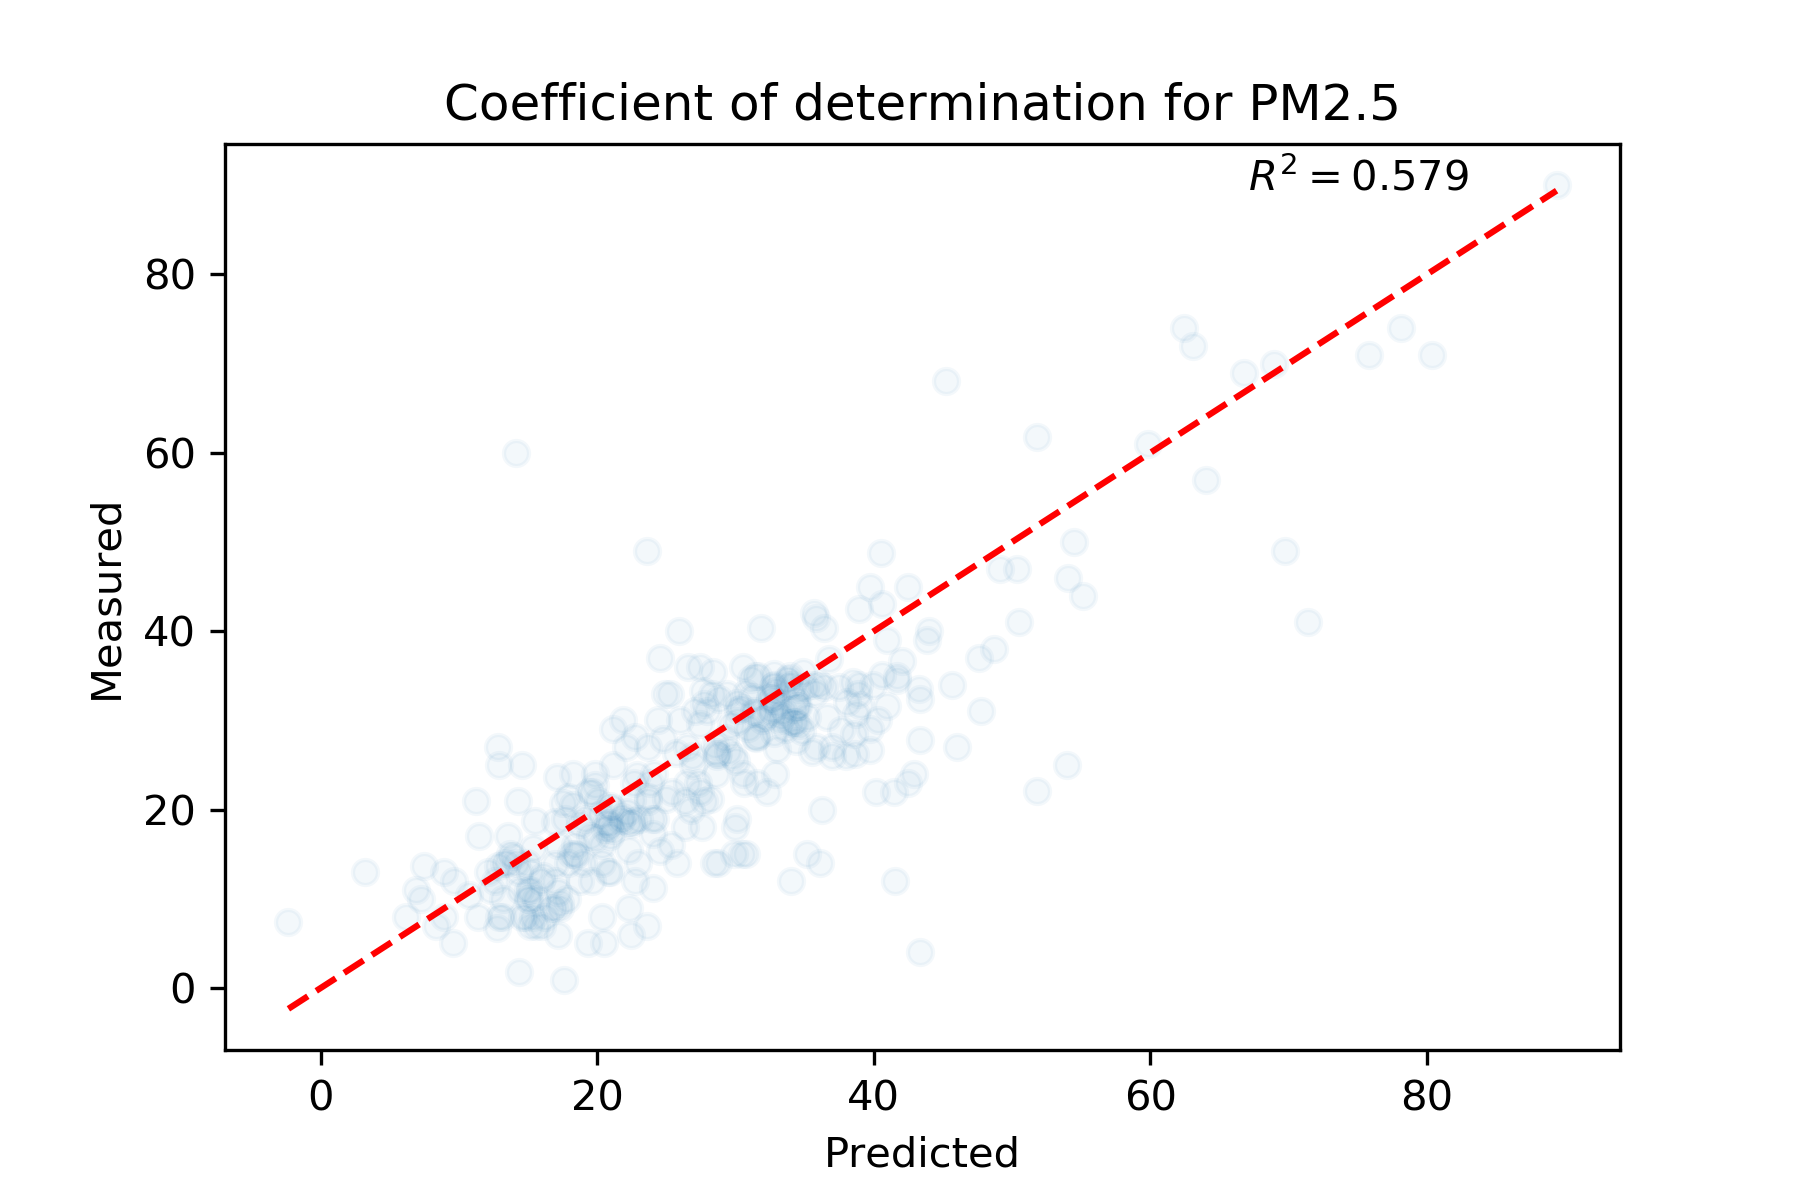 Coefficient of determination for PM2.5
R² = 0.579
80
60
40
20
0
Measured
0 20 40 60 80
Predicted